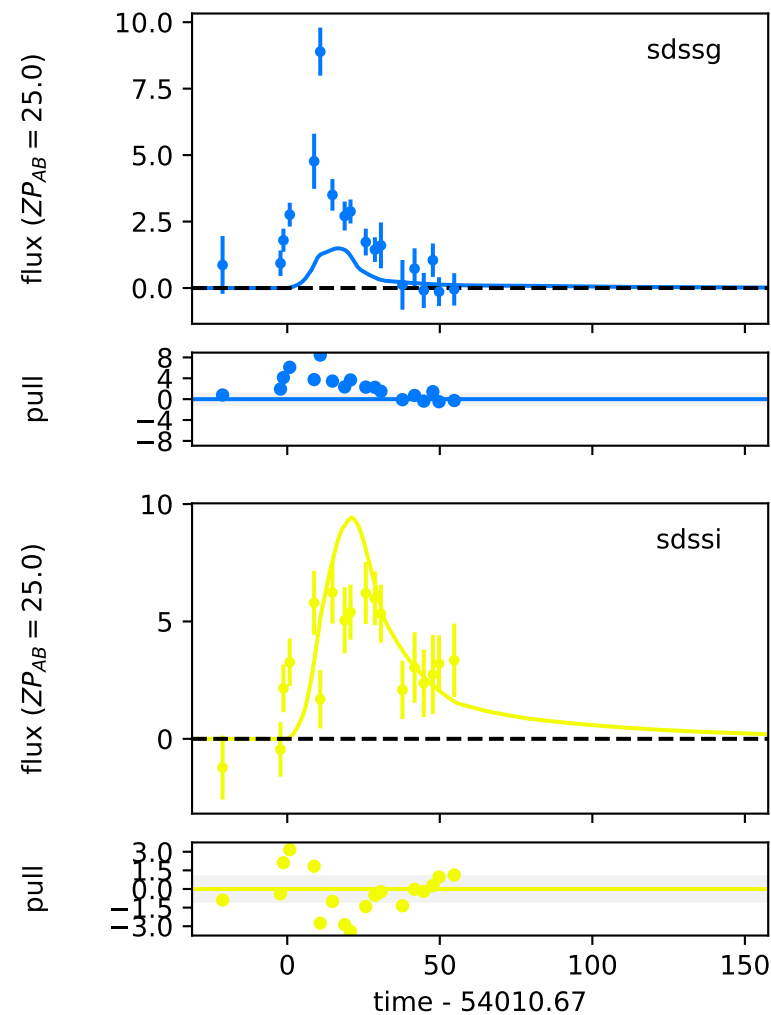 sdssg
flux (ZP_AB = 25.0)
10.0
7.5
5.0
2.5
0.0
pull
8
4
0
−4
−8
sdssi
flux (ZP_AB = 25.0)
10
5
0
pull
3.0
1.5
0.0
−1.5
−3.0
0 50 100 150
time - 54010.67